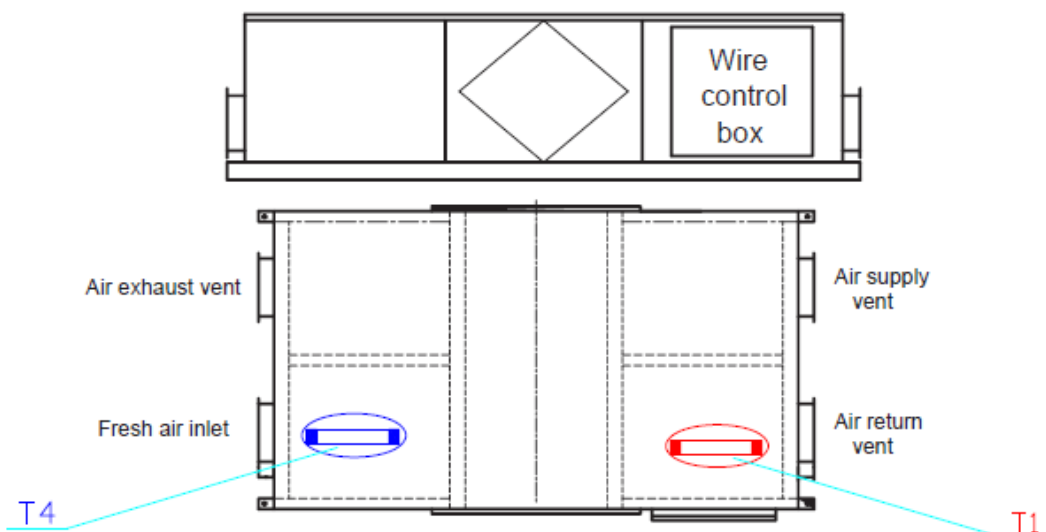 Wire
control
box
Air exhaust vent
Air supply
vent
Fresh air inlet
Air return
vent
T4
T1